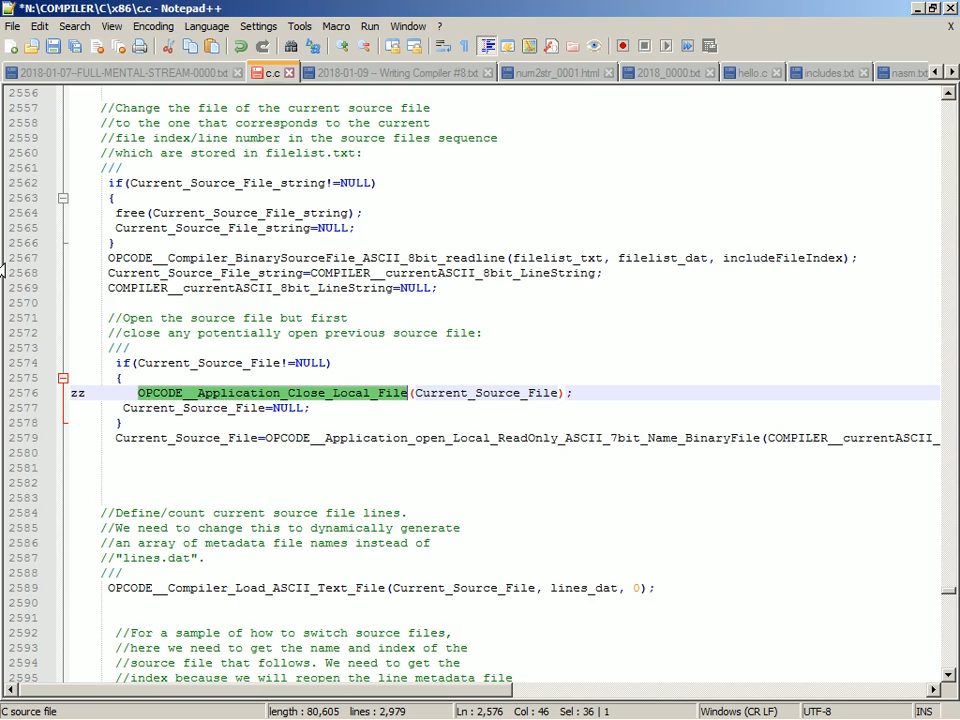 *N:\COMPILER\C\x86\c.c - Notepad++
File Edit Search View Encoding Language Settings Tools Macro Run Window ?
X
2018-01-07-FULL-MENTAL-STREAM-0000.txt c.c 2018-01-09 – Writing Compiler #8.txt num2str_0001.html 2018_0000.txt hello.c includes.txt nasm.txt
2556
2557 //Change the file of the current source file
2558 //to the one that corresponds to the current
2559 //file index/line number in the source files sequence
2560 //which are stored in filelist.txt:
2561 ///
2562 if(Current_Source_File_string!=NULL)
2563 {
2564 free(Current_Source_File_string);
2565 Current_Source_File_string=NULL;
2566 }
2567 OPCODE__Compiler_BinarySourceFile_ASCII_8bit_readline(filelist_txt, filelist_dat, includeFileIndex);
2568 Current_Source_File_string=COMPILER__currentASCII_8bit_LineString;
2569 COMPILER__currentASCII_8bit_LineString=NULL;
2570
2571 //Open the source file but first
2572 //close any potentially open previous source file:
2573 ///
2574 if(Current_Source_File!=NULL)
2575 {
2576 zz OPCODE__Application_Close_Local_File(Current_Source_File);
2577 Current_Source_File=NULL;
2578 }
2579 Current_Source_File=OPCODE__Application_open_Local_ReadOnly_ASCII_7bit_Name_BinaryFile(COMPILER__currentASCII_
2580
2581
2582
2583
2584 //Define/count current source file lines.
2585 //We need to change this to dynamically generate
2586 //an array of metadata file names instead of
2587 //"lines.dat".
2588 ///
2589 OPCODE__Compiler_Load_ASCII_Text_File(Current_Source_File, lines_dat, 0);
2590
2591
2592 //For a sample of how to switch source files,
2593 //here we need to get the name and index of the
2594 //source file that follows. We need to get the
2595 //index because we will reopen the line metadata file
C source file length : 80,605 lines : 2,979 Ln : 2,576 Col : 46 Sel : 36 | 1 Windows (CR LF) UTF-8 INS